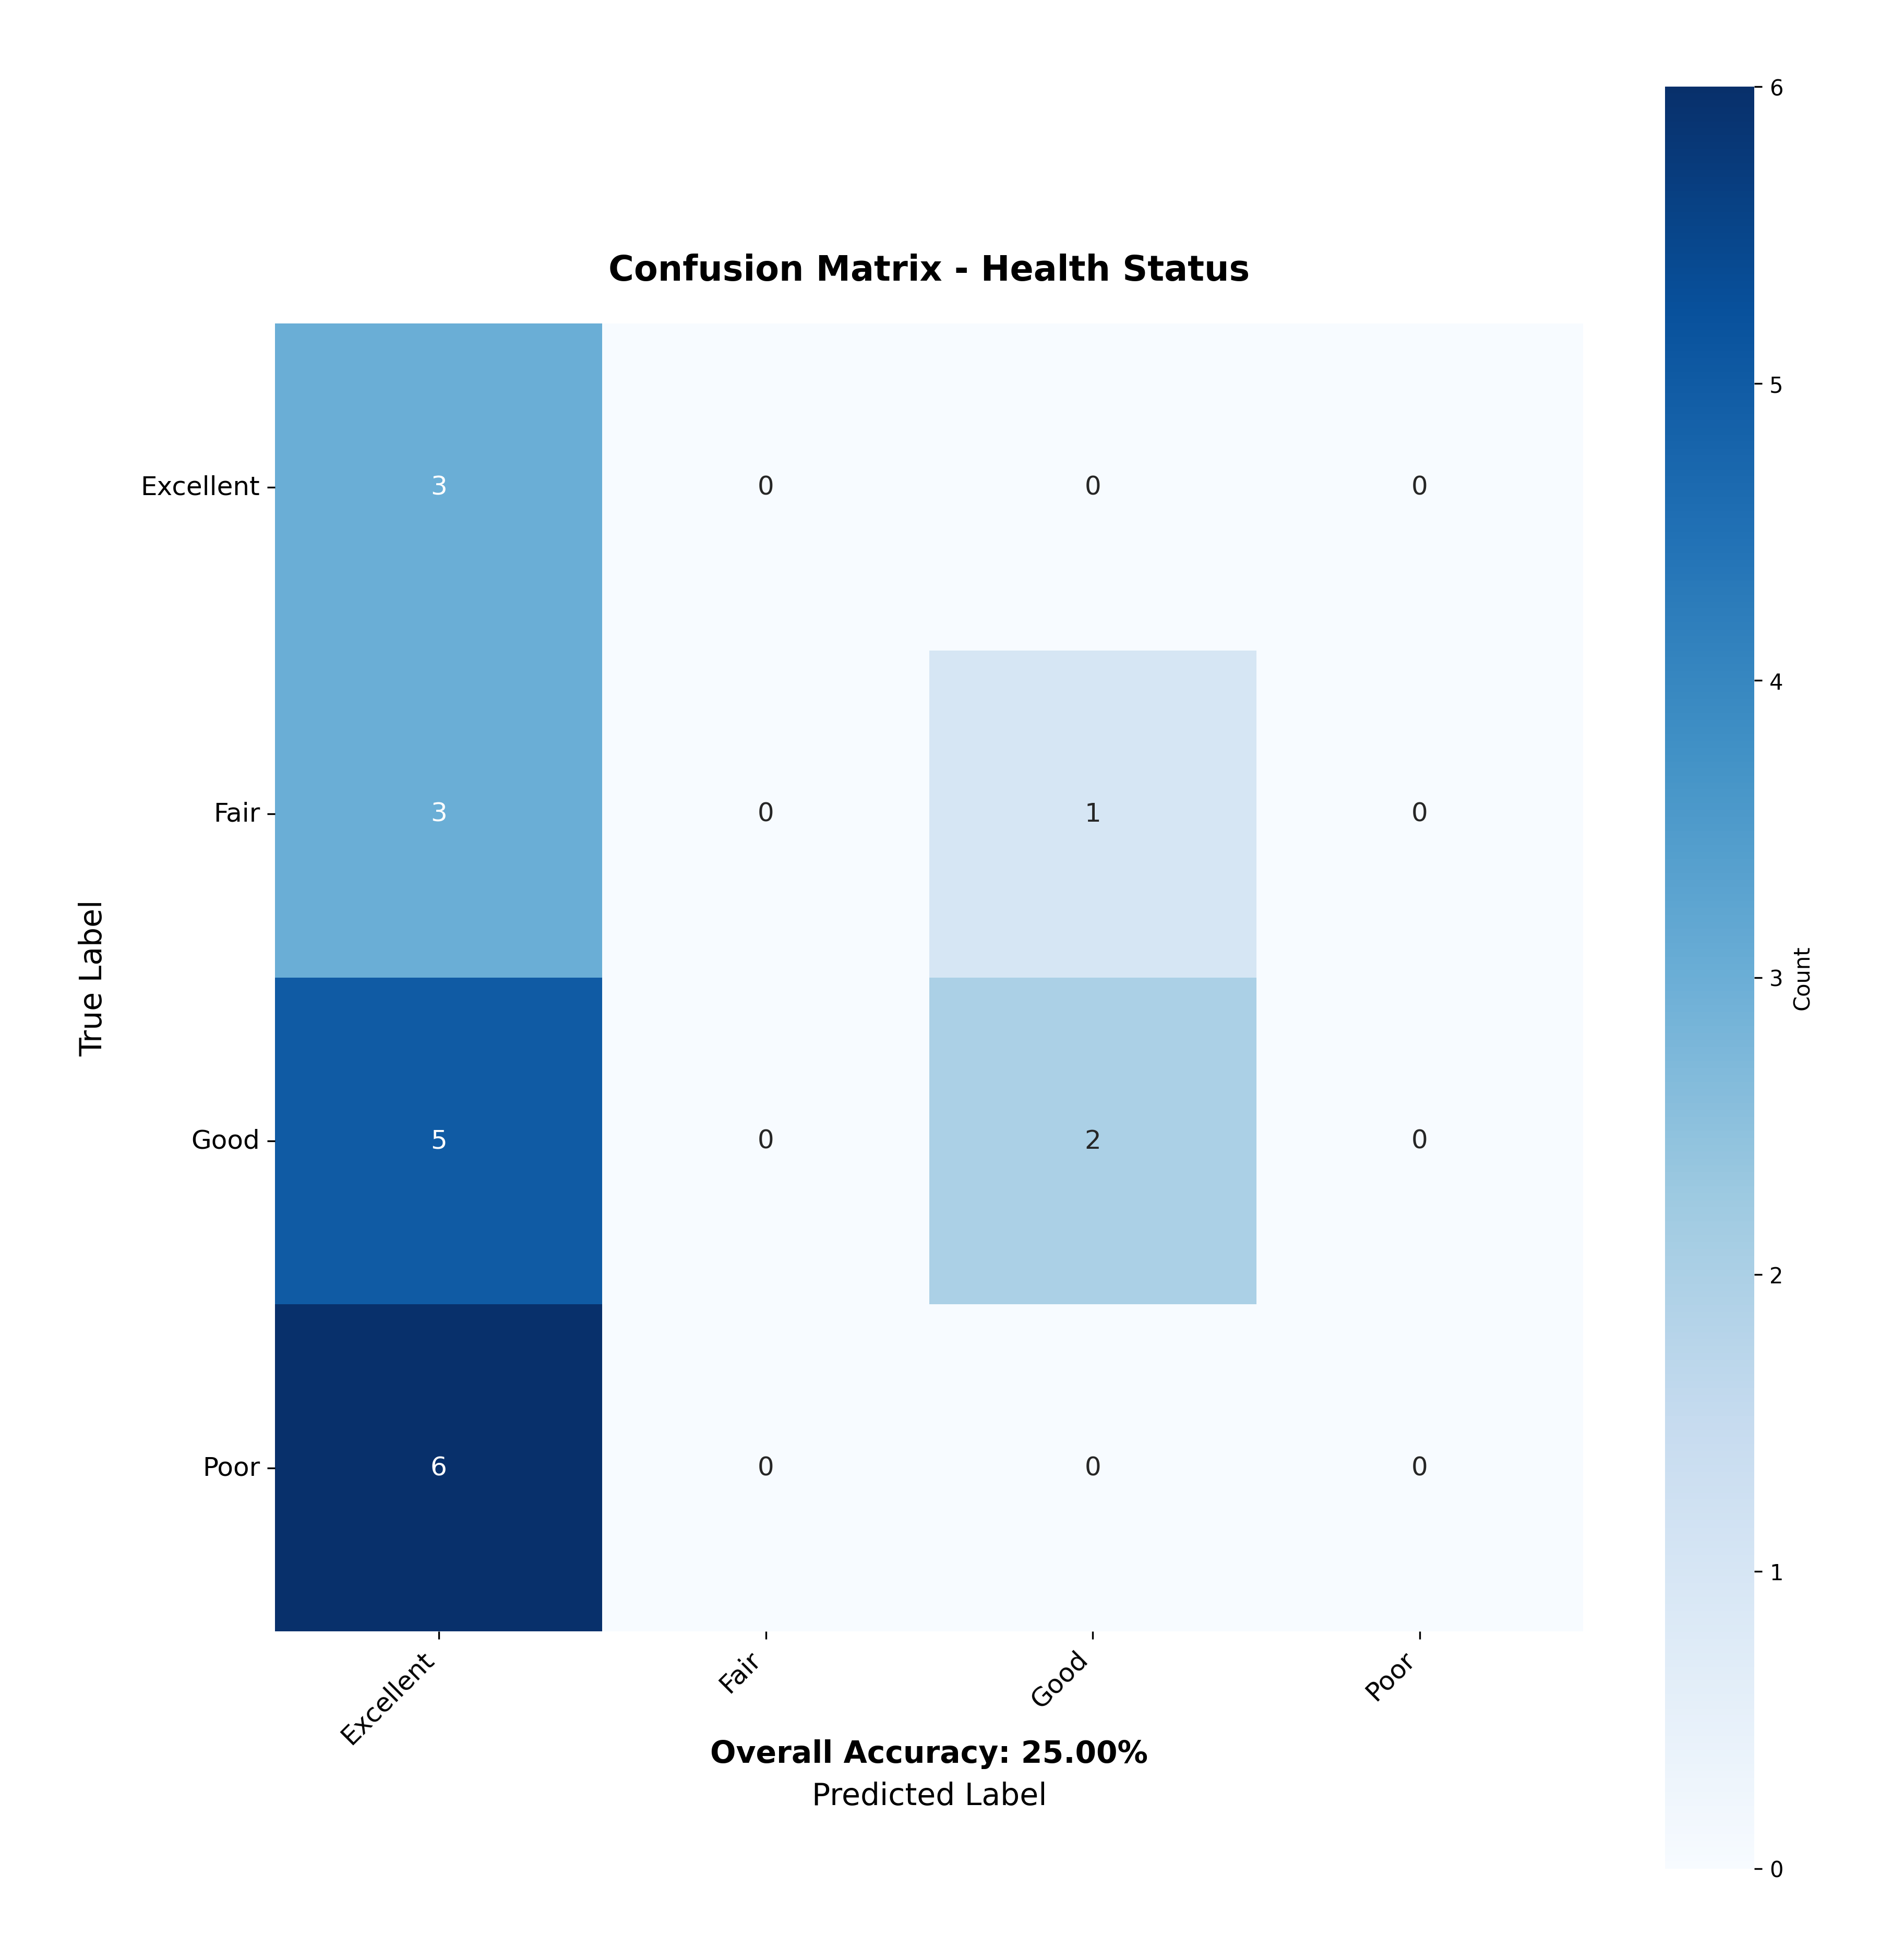 Confusion Matrix - Health Status
True Label
Excellent 3 0 0 0
Fair 3 0 1 0
Good 5 0 2 0
Poor 6 0 0 0
Excellent Fair Good Poor
Overall Accuracy: 25.00%
Predicted Label
6
5
4
3
2
1
0
Count